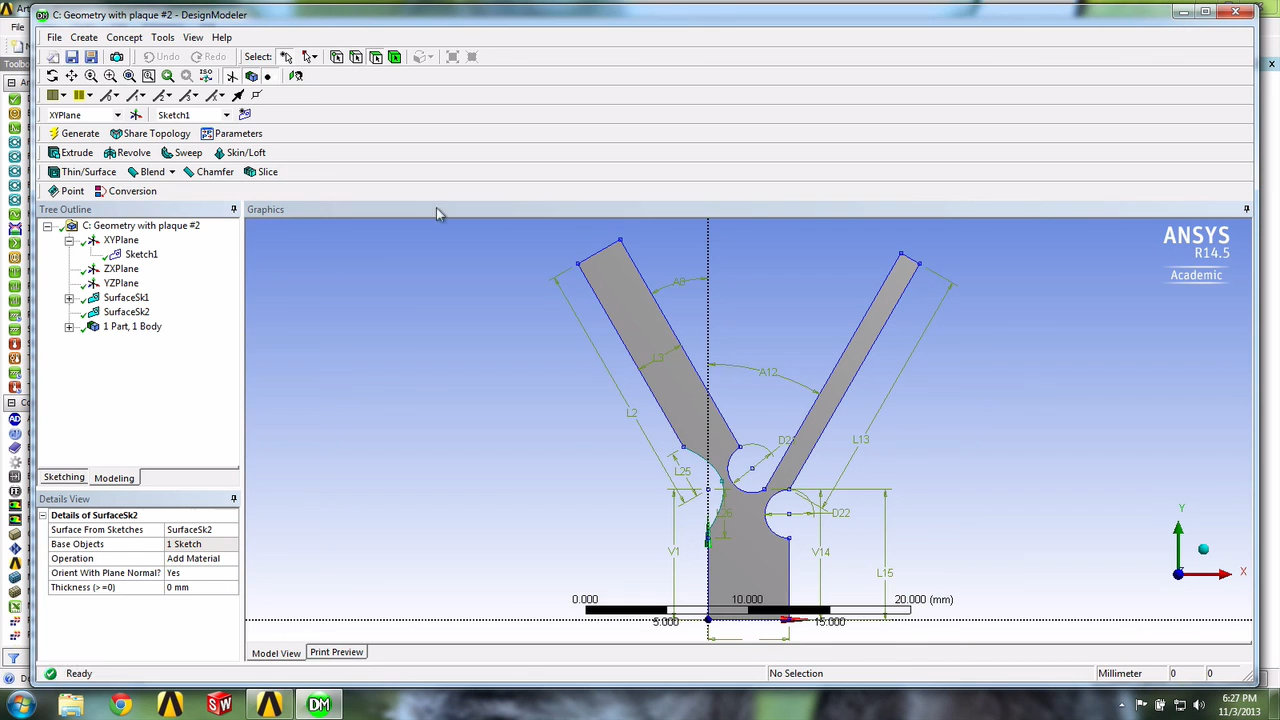 C: Geometry with plaque #2 - DesignModeler
File Create Concept Tools View Help
Undo Redo Select:
ISO
XYPlane Sketch1
Generate Share Topology Parameters
Extrude Revolve Sweep Skin/Loft
Thin/Surface Blend Chamfer Slice
Point Conversion
Tree Outline
C: Geometry with plaque #2
XYPlane
Sketch1
ZXPlane
YZPlane
SurfaceSk1
SurfaceSk2
1 Part, 1 Body
Sketching Modeling
Details View
Details of SurfaceSk2
Surface From Sketches SurfaceSk2
Base Objects 1 Sketch
Operation Add Material
Orient With Plane Normal? Yes
Thickness (>=0) 0 mm
Graphics
ANSYS
R14.5
Academic
A12
L3
L2
L13
L25
D22
V1
V14
L15
Y
X
0.000 10.000 20.000 (mm)
5.000 15.000
Model View Print Preview
Ready No Selection Millimeter 0 0
6:27 PM
11/3/2013